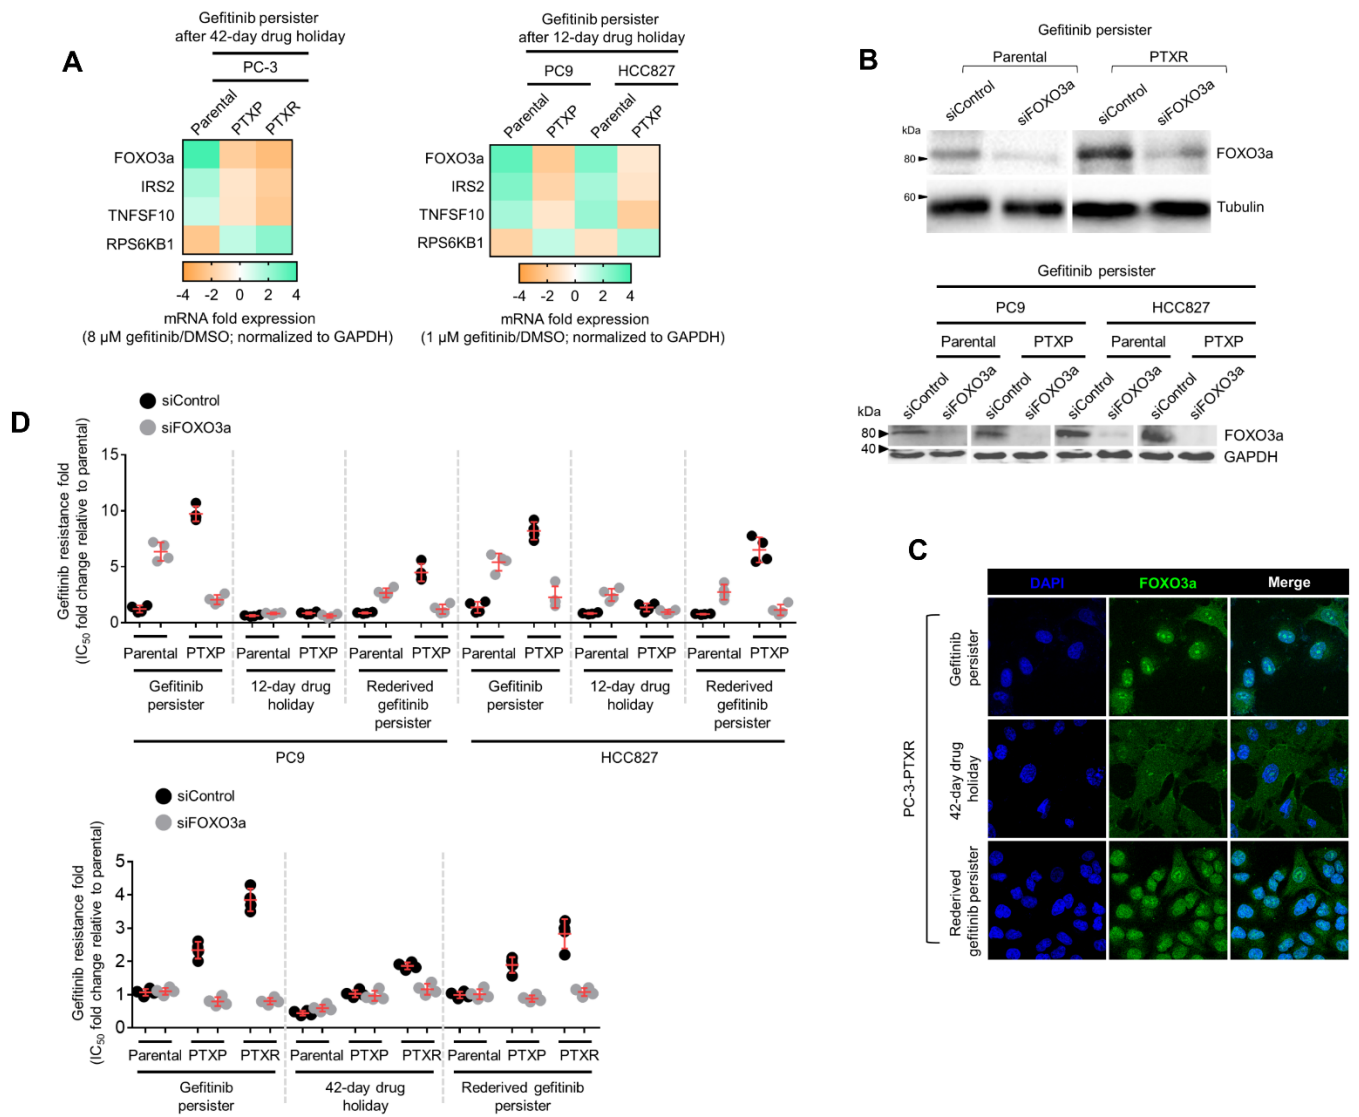 A
Gefitinib persister
after 42-day drug holiday
PC-3
Parental
PTXP
PTXR
FOXO3a
IRS2
TNFSF10
RPS6KB1
-4 -2 0 2 4
mRNA fold expression
(8 µM gefitinib/DMSO; normalized to GAPDH)
Gefitinib persister
after 12-day drug holiday
PC9 HCC827
Parental
PTXP
Parental
PTXP
FOXO3a
IRS2
TNFSF10
RPS6KB1
-4 -2 0 2 4
mRNA fold expression
(1 µM gefitinib/DMSO; normalized to GAPDH)
B
Gefitinib persister
Parental PTXR
siControl
siFOXO3a
siControl
siFOXO3a
kDa
80
FOXO3a
60
Tubulin
Gefitinib persister
PC9 HCC827
Parental PTXP Parental PTXP
siControl
siFOXO3a
siControl
siFOXO3a
siControl
siFOXO3a
siControl
siFOXO3a
kDa
80
FOXO3a
40
GAPDH
C
DAPI FOXO3a Merge
PC-3-PTXR
Gefitinib
persister
42-day drug
holiday
Rederived
gefitinib persister
D
siControl
siFOXO3a
Gefitinib resistance fold
(IC50 fold change relative to parental)
15
10
5
0
Parental PTXP Parental PTXP Parental PTXP Parental PTXP Parental PTXP Parental PTXP
Gefitinib
persister
12-day drug
holiday
Rederived
gefitinib
persister
Gefitinib
persister
12-day drug
holiday
Rederived
gefitinib
persister
PC9 HCC827
siControl
siFOXO3a
Gefitinib resistance fold
(IC50 fold change relative to parental)
5
4
3
2
1
0
Parental PTXP PTXR Parental PTXP PTXR Parental PTXP PTXR
Gefitinib
persister
42-day drug
holiday
Rederived gefitinib
persister